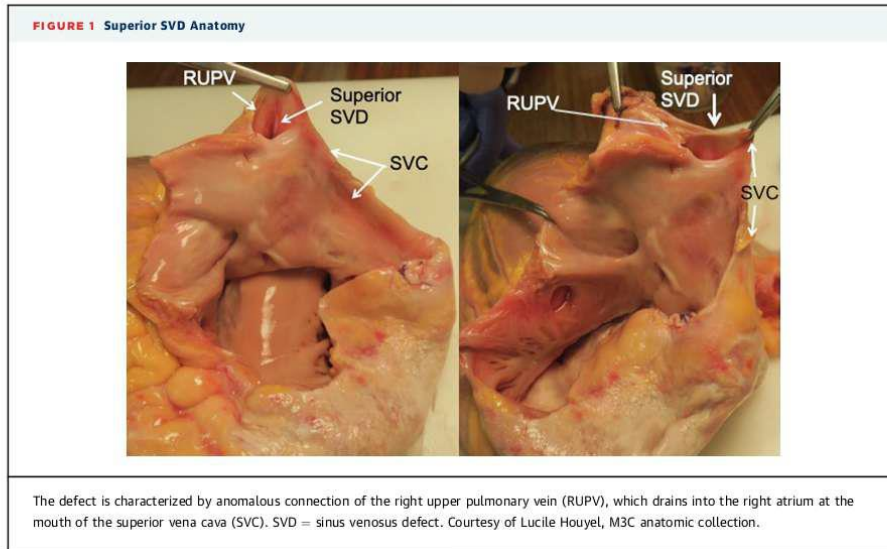 FIGURE 1 Superior SVD Anatomy
RUPV
Superior
SVD
SVC
Superior
SVD
RUPV
SVC
The defect is characterized by anomalous connection of the right upper pulmonary vein (RUPV), which drains into the right atrium at the
mouth of the superior vena cava (SVC). SVD = sinus venosus defect. Courtesy of Lucile Houyel, M3C anatomic collection.